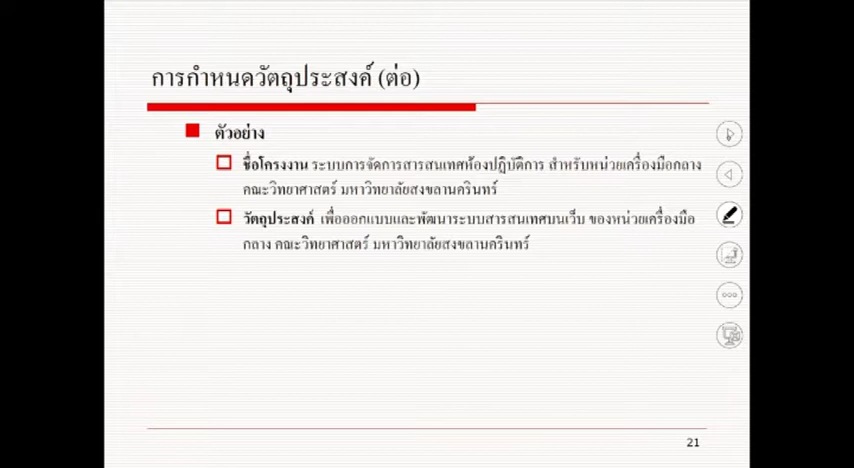 การกำหนดวัตถุประสงค์ (ต่อ)
ตัวอย่าง
ชื่อโครงงาน ระบบการจัดการสารสนเทศห้องปฏิบัติการ สำหรับหน่วยเครื่องมือกลาง
คณะวิทยาศาสตร์ มหาวิทยาลัยสงขลานครินทร์
วัตถุประสงค์ เพื่อออกแบบและพัฒนาระบบสารสนเทศบนเว็บ ของหน่วยเครื่องมือ
กลาง คณะวิทยาศาสตร์ มหาวิทยาลัยสงขลานครินทร์
21